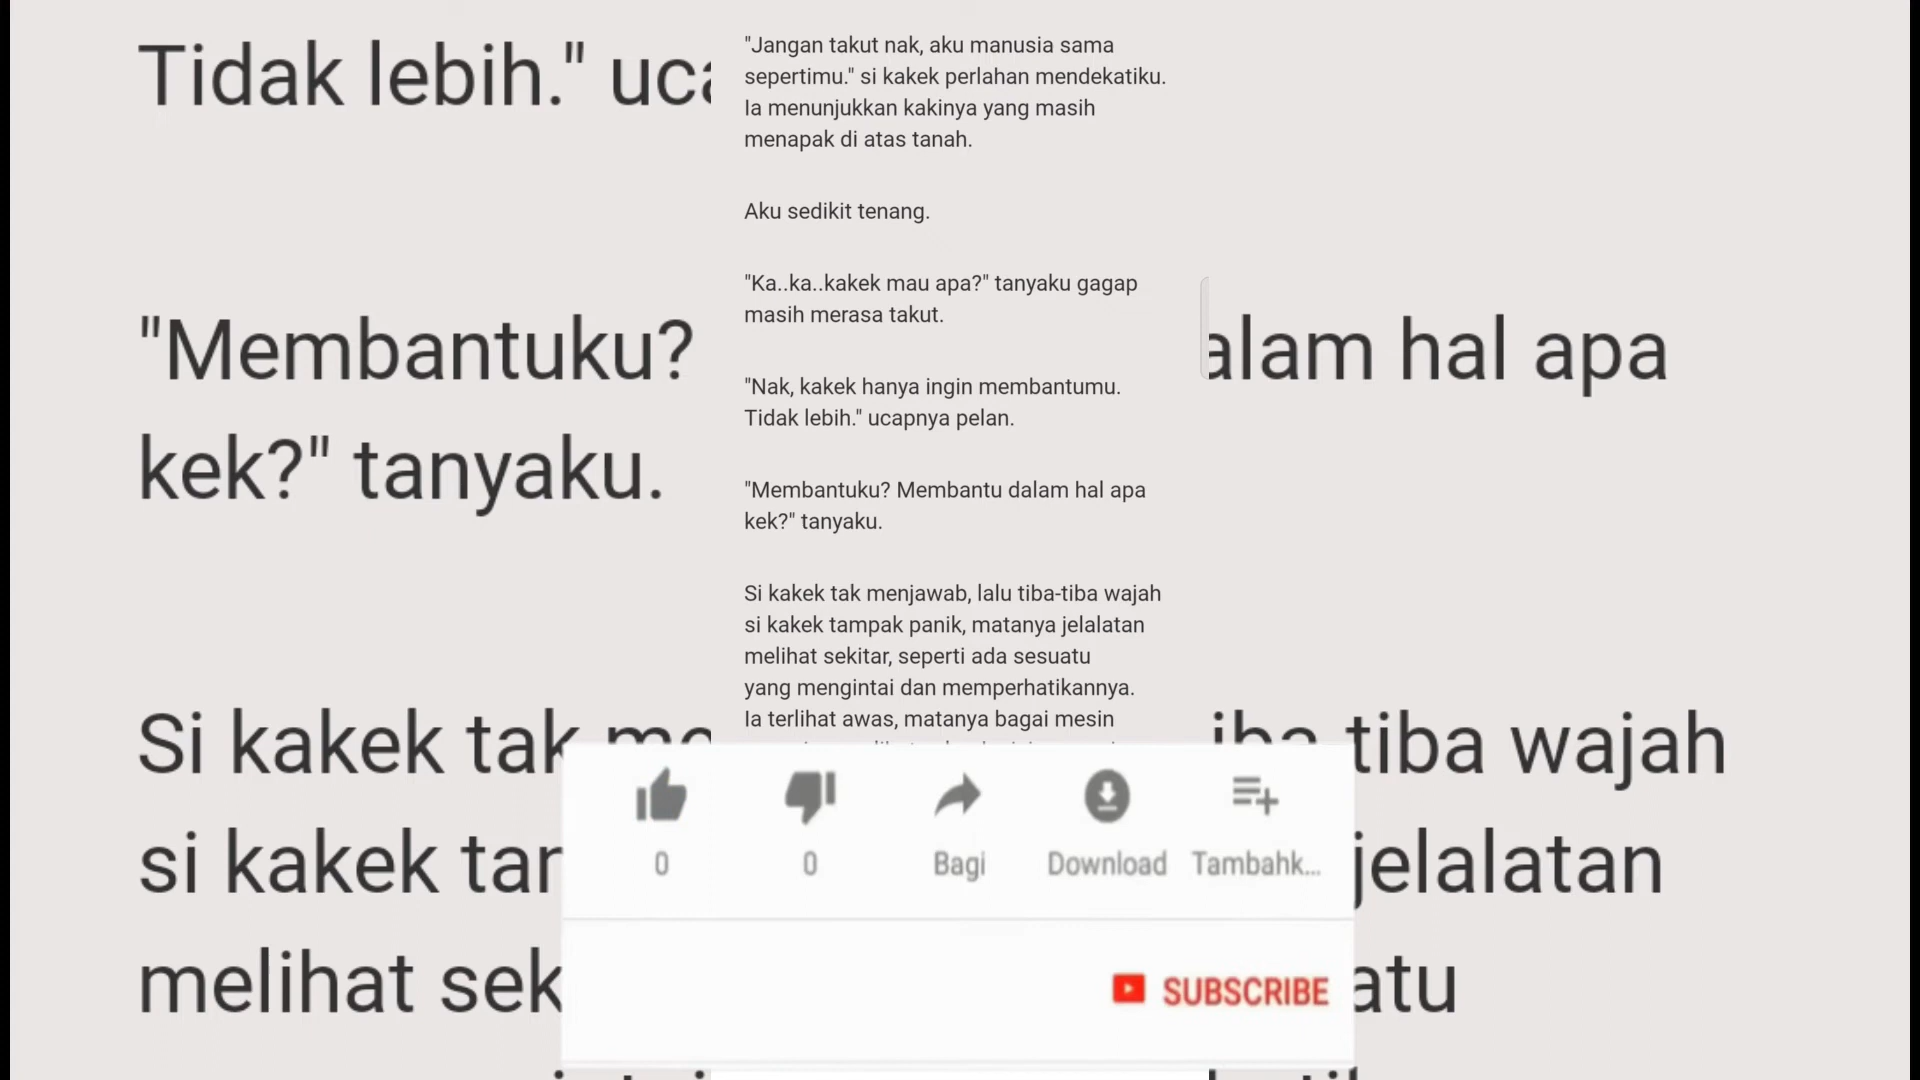 Tidak lebih."
"Membantuku?
alam hal apa
kek?" tanyaku.
Si kakek tak
tiba wajah
si kakek
jelalatan
melihat
"Jangan takut nak, aku manusia sama
sepertimu." si kakek perlahan mendekatiku.
Ia menunjukkan kakinya yang masih
menapak di atas tanah.
Aku sedikit tenang.
"Ka..ka..kakek mau apa?" tanyaku gagap
masih merasa takut.
"Nak, kakek hanya ingin membantumu.
Tidak lebih." ucapnya pelan.
"Membantuku? Membantu dalam hal apa
kek?" tanyaku.
Si kakek tak menjawab, lalu tiba-tiba wajah
si kakek tampak panik, matanya jelalatan
melihat sekitar, seperti ada sesuatu
yang mengintai dan memperhatikannya.
Ia terlihat awas, matanya bagai mesin
0 0 Bagi Download Tambahk...
SUBSCRIBE